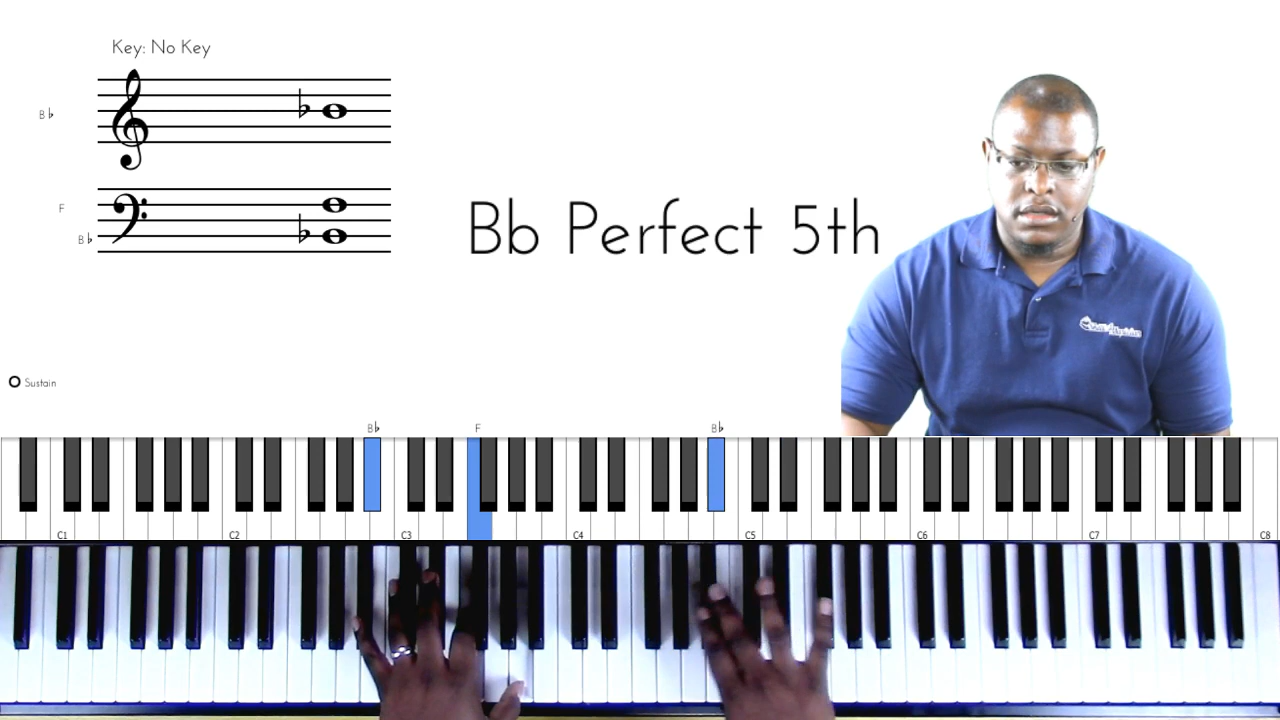 Key: No Key
B♭
F
B♭
Bb Perfect 5th
Sustain
B♭ F B♭
C1 C2 C3 C4 C5 C6 C7 C8